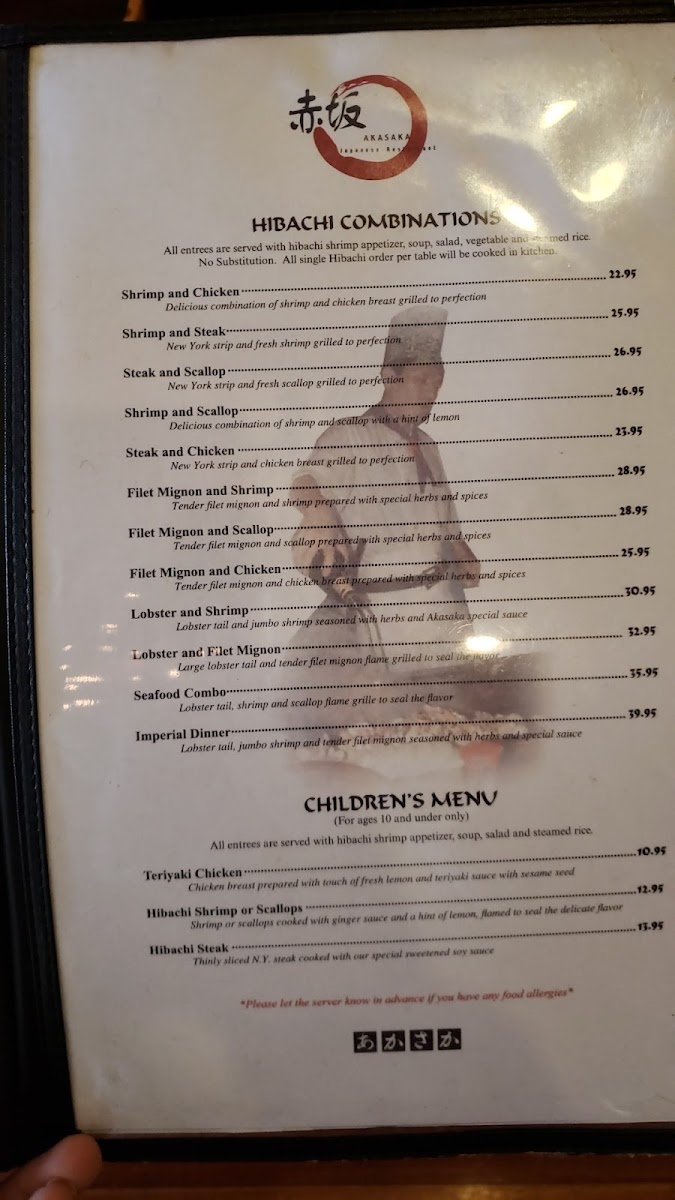 赤坂
AKASAKA
Japanese Restaurant
HIBACHI COMBINATIONS
All entrees are served with hibachi shrimp appetizer, soup, salad, vegetable and steamed rice.
No Substitution. All single Hibachi order per table will be cooked in kitchen.
Shrimp and Chicken 22.95
Delicious combination of shrimp and chicken breast grilled to perfection
Shrimp and Steak 25.95
New York strip and fresh shrimp grilled to perfection
Steak and Scallop 26.95
New York strip and fresh scallop grilled to perfection
Shrimp and Scallop 26.95
Delicious combination of shrimp and scallop with a hint of lemon
Steak and Chicken 23.95
New York strip and chicken breast grilled to perfection
Filet Mignon and Shrimp 28.95
Tender filet mignon and shrimp prepared with special herbs and spices
Filet Mignon and Scallop 28.95
Tender filet mignon and scallop prepared with special herbs and spices
Filet Mignon and Chicken 25.95
Tender filet mignon and chicken breast prepared with special herbs and spices
Lobster and Shrimp 30.95
Lobster tail and jumbo shrimp seasoned with herbs and Akasaka special sauce
Lobster and Filet Mignon 32.95
Large lobster tail and tender filet mignon flame grilled to seal the flavor
Seafood Combo 35.95
Lobster tail, shrimp and scallop flame grille to seal the flavor
Imperial Dinner 39.95
Lobster tail, jumbo shrimp and tender filet mignon seasoned with herbs and special sauce
CHILDREN'S MENU
(For ages 10 and under only)
All entrees are served with hibachi shrimp appetizer, soup, salad and steamed rice.
Teriyaki Chicken 10.95
Chicken breast prepared with touch of fresh lemon and teriyaki sauce with sesame seed
Hibachi Shrimp or Scallops 12.95
Shrimp or scallops cooked with ginger sauce and a hint of lemon, flamed to seal the delicate flavor
Hibachi Steak 13.95
Thinly sliced N.Y. steak cooked with our special sweetened soy sauce
*Please let the server know in advance if you have any food allergies*
あかさか